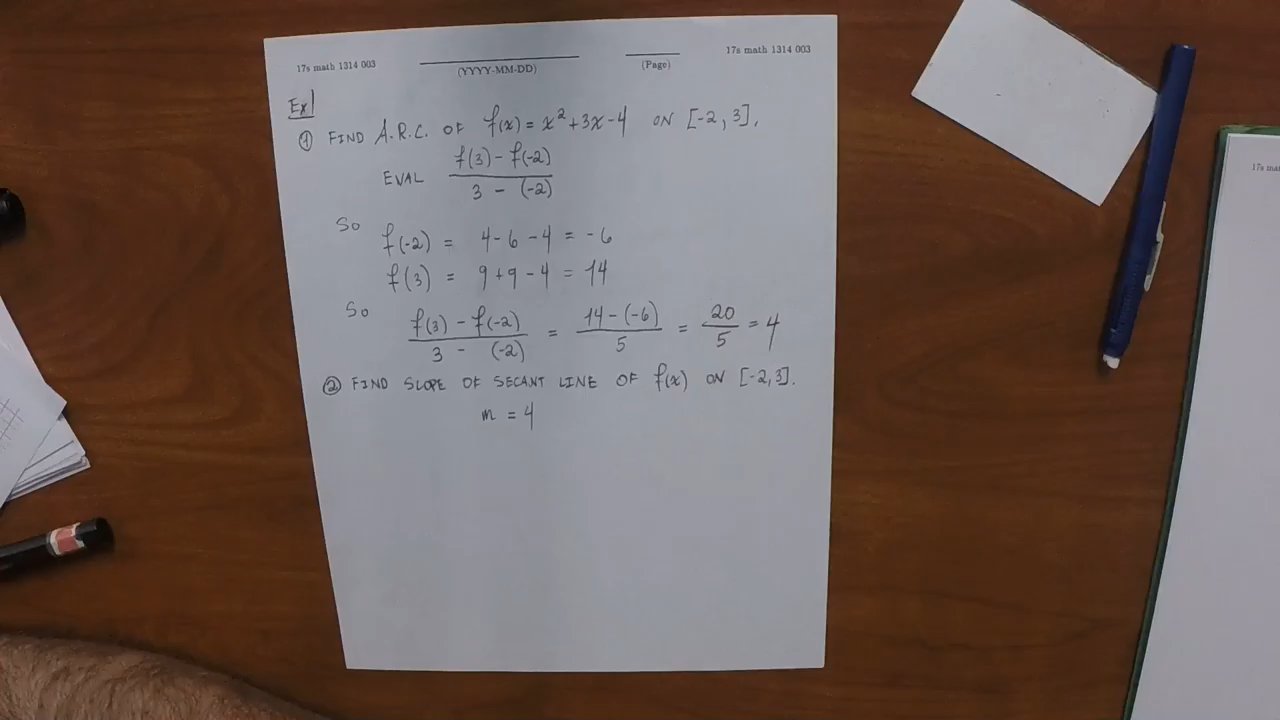 17s math 1314 003
(YYYY-MM-DD)
(Page)
17s math 1314 003
Ex1
① FIND A.R.C. OF f(x) = x² + 3x - 4 ON [-2, 3].
EVAL (f(3) - f(-2)) / (3 - (-2))
So
f(-2) = 4 - 6 - 4 = -6
f(3) = 9 + 9 - 4 = 14
So
(f(3) - f(-2)) / (3 - (-2)) = (14 - (-6)) / 5 = 20 / 5 = 4
② FIND SLOPE OF SECANT LINE OF f(x) ON [-2, 3].
m = 4
17s